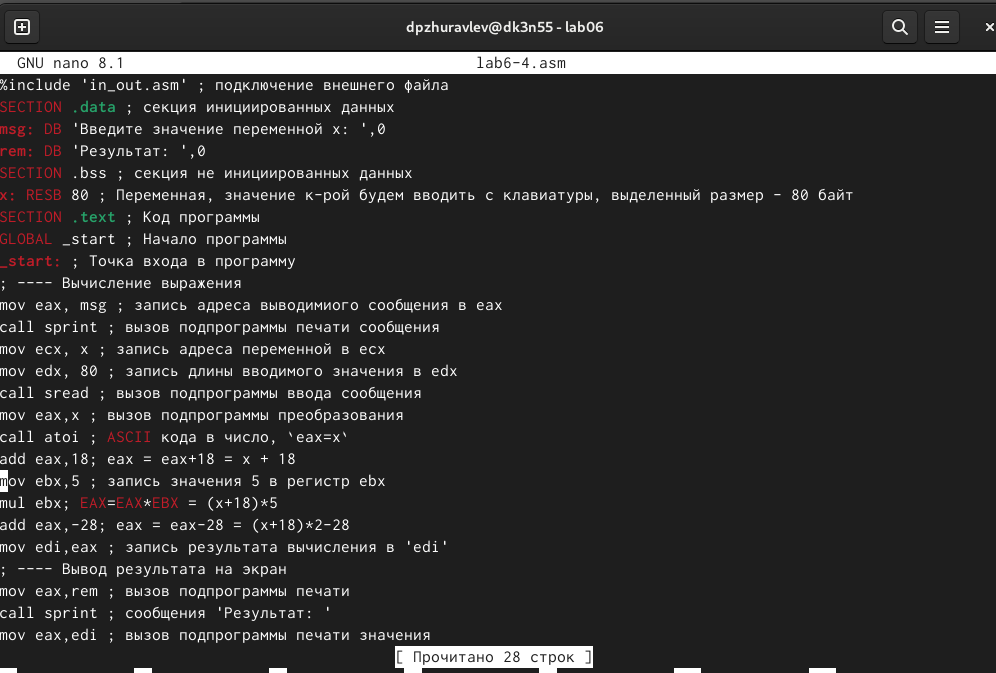 dpzhuravlev@dk3n55 - lab06
GNU nano 8.1 lab6-4.asm
%include 'in_out.asm' ; подключение внешнего файла
SECTION .data ; секция инициированных данных
msg: DB 'Введите значение переменной x: ',0
rem: DB 'Результат: ',0
SECTION .bss ; секция не инициированных данных
x: RESB 80 ; Переменная, значение к-рой будем вводить с клавиатуры, выделенный размер - 80 байт
SECTION .text ; Код программы
GLOBAL _start ; Начало программы
_start: ; Точка входа в программу
; ---- Вычисление выражения
mov eax, msg ; запись адреса выводимиого сообщения в eax
call sprint ; вызов подпрограммы печати сообщения
mov ecx, x ; запись адреса переменной в ecx
mov edx, 80 ; запись длины вводимого значения в edx
call sread ; вызов подпрограммы ввода сообщения
mov eax,x ; вызов подпрограммы преобразования
call atoi ; ASCII кода в число, `eax=x`
add eax,18; eax = eax+18 = x + 18
mov ebx,5 ; запись значения 5 в регистр ebx
mul ebx; EAX=EAX*EBX = (x+18)*5
add eax,-28; eax = eax-28 = (x+18)*2-28
mov edi,eax ; запись результата вычисления в 'edi'
; ---- Вывод результата на экран
mov eax,rem ; вызов подпрограммы печати
call sprint ; сообщения 'Результат: '
mov eax,edi ; вызов подпрограммы печати значения
[ Прочитано 28 строк ]